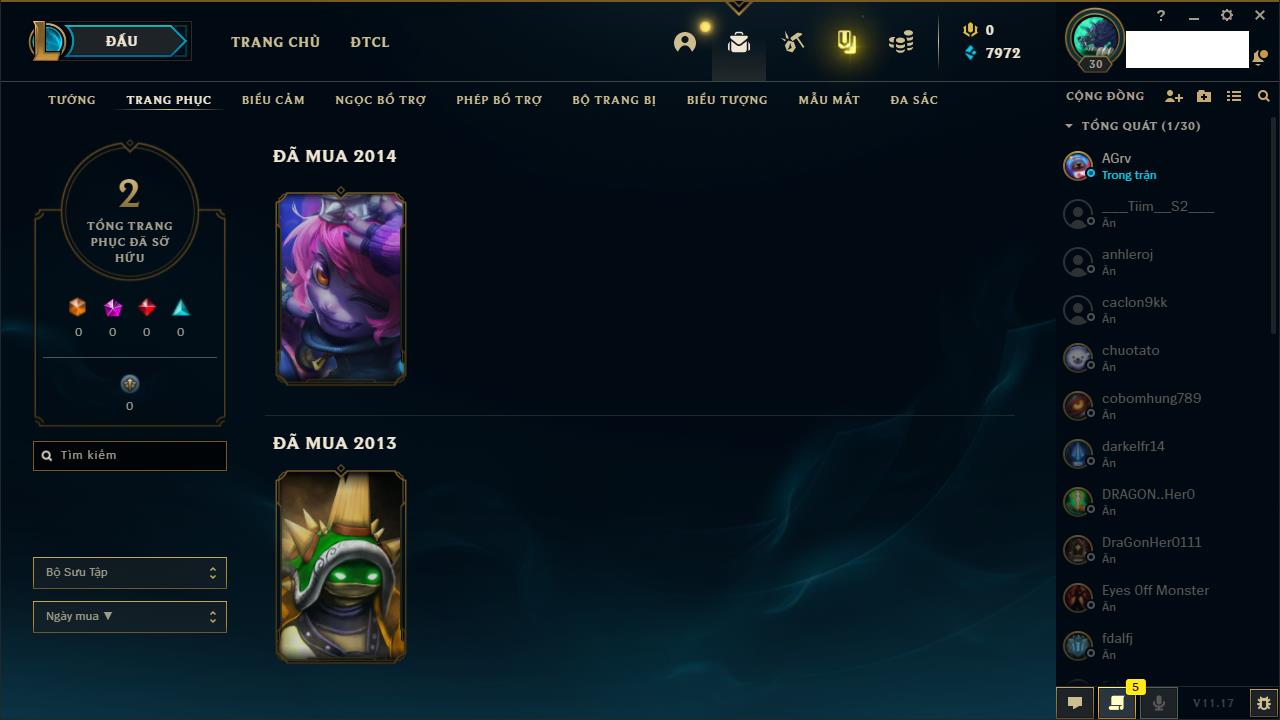 ĐẤU
TRANG CHỦ
ĐTCL
0
7972
30
?
TƯỚNG
TRANG PHỤC
BIỂU CẢM
NGỌC BỔ TRỢ
PHÉP BỔ TRỢ
BỘ TRANG BỊ
BIỂU TƯỢNG
MẪU MẮT
ĐA SẮC
2
TỔNG TRANG
PHỤC ĐÃ SỞ
HỮU
0
0
0
0
0
Tìm kiếm
Bộ Sưu Tập
Ngày mua ▼
ĐÃ MUA 2014
ĐÃ MUA 2013
CỘNG ĐỒNG
TỔNG QUÁT (1/30)
AGrv
Trong trận
____Tiim__S2____
Ẩn
anhleroj
Ẩn
caclon9kk
Ẩn
chuotato
Ẩn
cobomhung789
Ẩn
darkelfr14
Ẩn
DRAGON..Her0
Ẩn
DraGonHer0111
Ẩn
Eyes 0ff Monster
Ẩn
fdalfj
Ẩn
5
V11.17